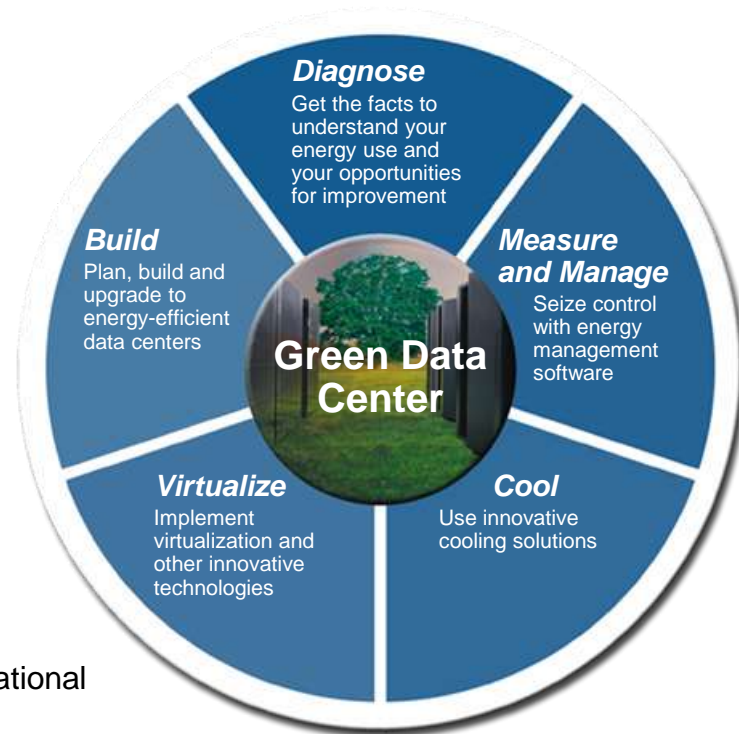 Diagnose
Get the facts to
understand your
energy use and
your opportunities
for improvement
Build
Plan, build and
upgrade to
energy-efficient
data centers
Measure
and Manage
Seize control
with energy
management
software
Green Data
Center
Virtualize
Implement
virtualization and
other innovative
technologies
Cool
Use innovative
cooling solutions
ational